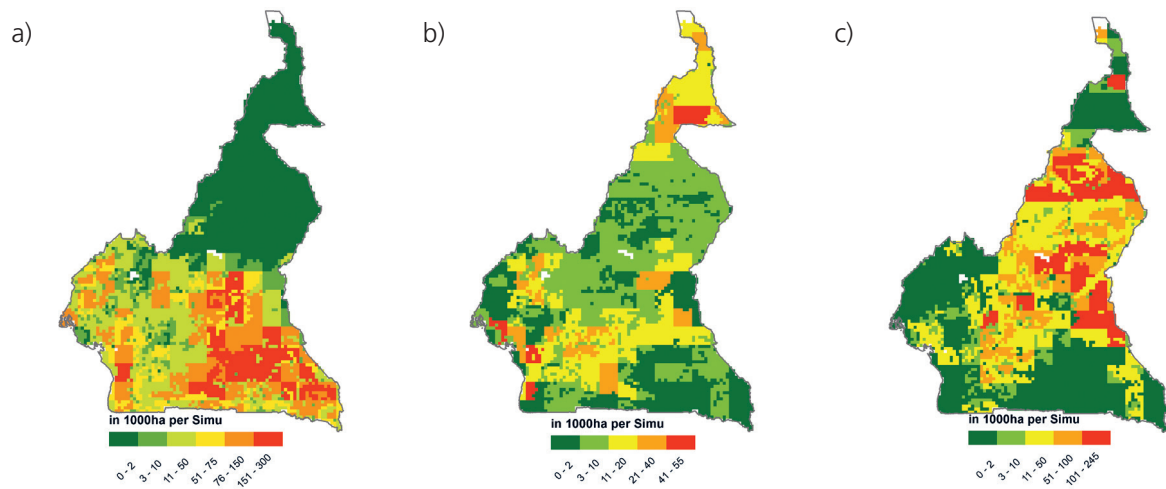 a)
b)
c)
in 1000ha per Simu
0 - 2
3 - 10
11 - 50
51 - 75
76 - 150
151 - 300
in 1000ha per Simu
0 - 2
3 - 10
11 - 20
21 - 40
41 - 55
in 1000ha per Simu
0 - 2
3 - 10
11 - 50
51 - 100
101 - 245